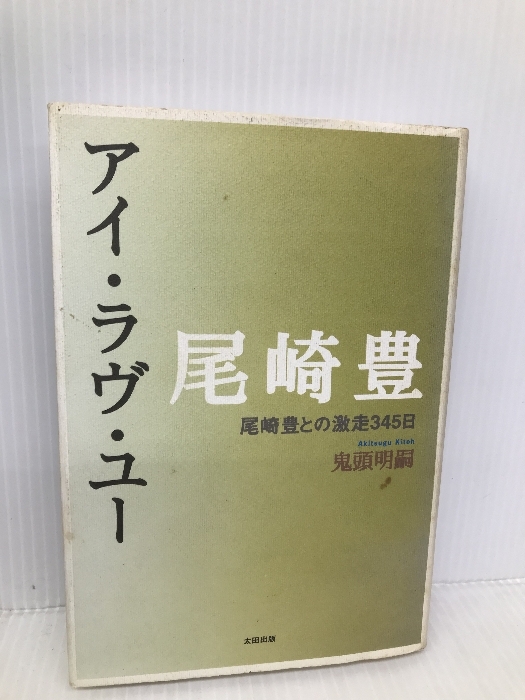 アイ・ラヴ・ユー
尾崎豊
尾崎豊との激走345日
Akitsugu Kitoh
鬼頭明嗣
太田出版